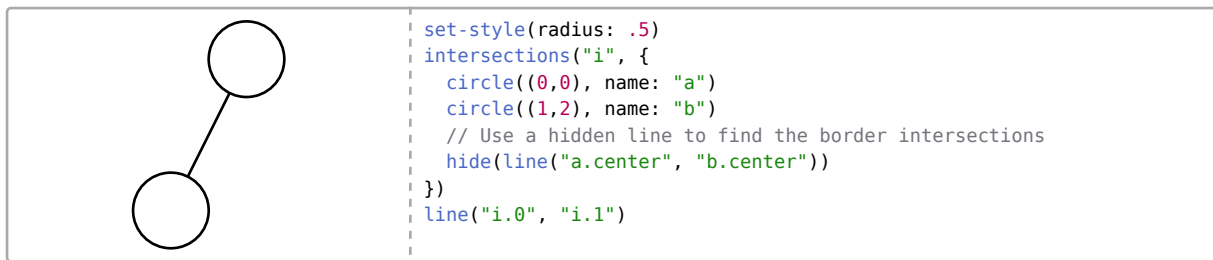 set-style(radius: .5)
intersections("i", {
  circle((0,0), name: "a")
  circle((1,2), name: "b")
  // Use a hidden line to find the border intersections
  hide(line("a.center", "b.center"))
})
line("i.0", "i.1")